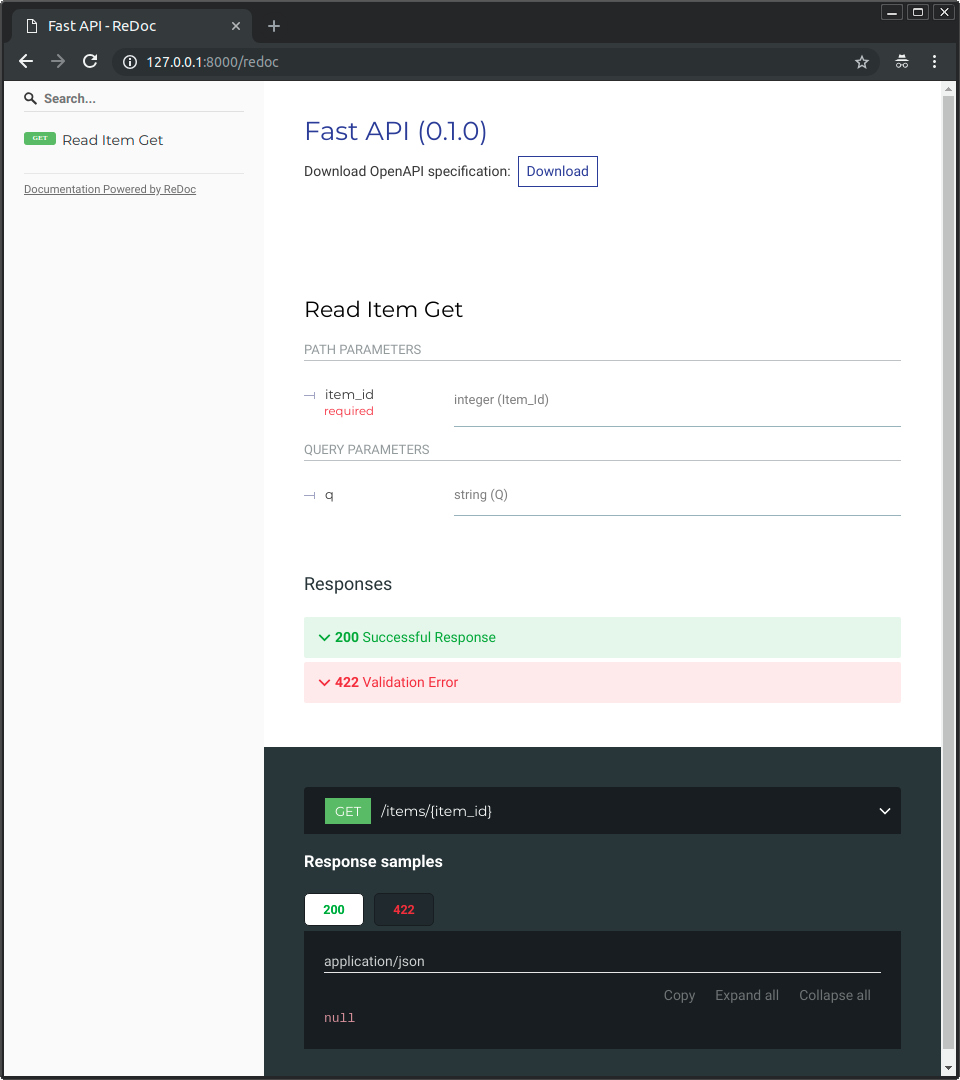 Fast API - ReDoc
127.0.0.1:8000/redoc
Search...
GET Read Item Get
Documentation Powered by ReDoc
Fast API (0.1.0)
Download OpenAPI specification: Download
Read Item Get
PATH PARAMETERS
item_id integer (Item_Id)
required
QUERY PARAMETERS
q string (Q)
Responses
200 Successful Response
422 Validation Error
GET /items/{item_id}
Response samples
200 422
application/json
Copy Expand all Collapse all
null